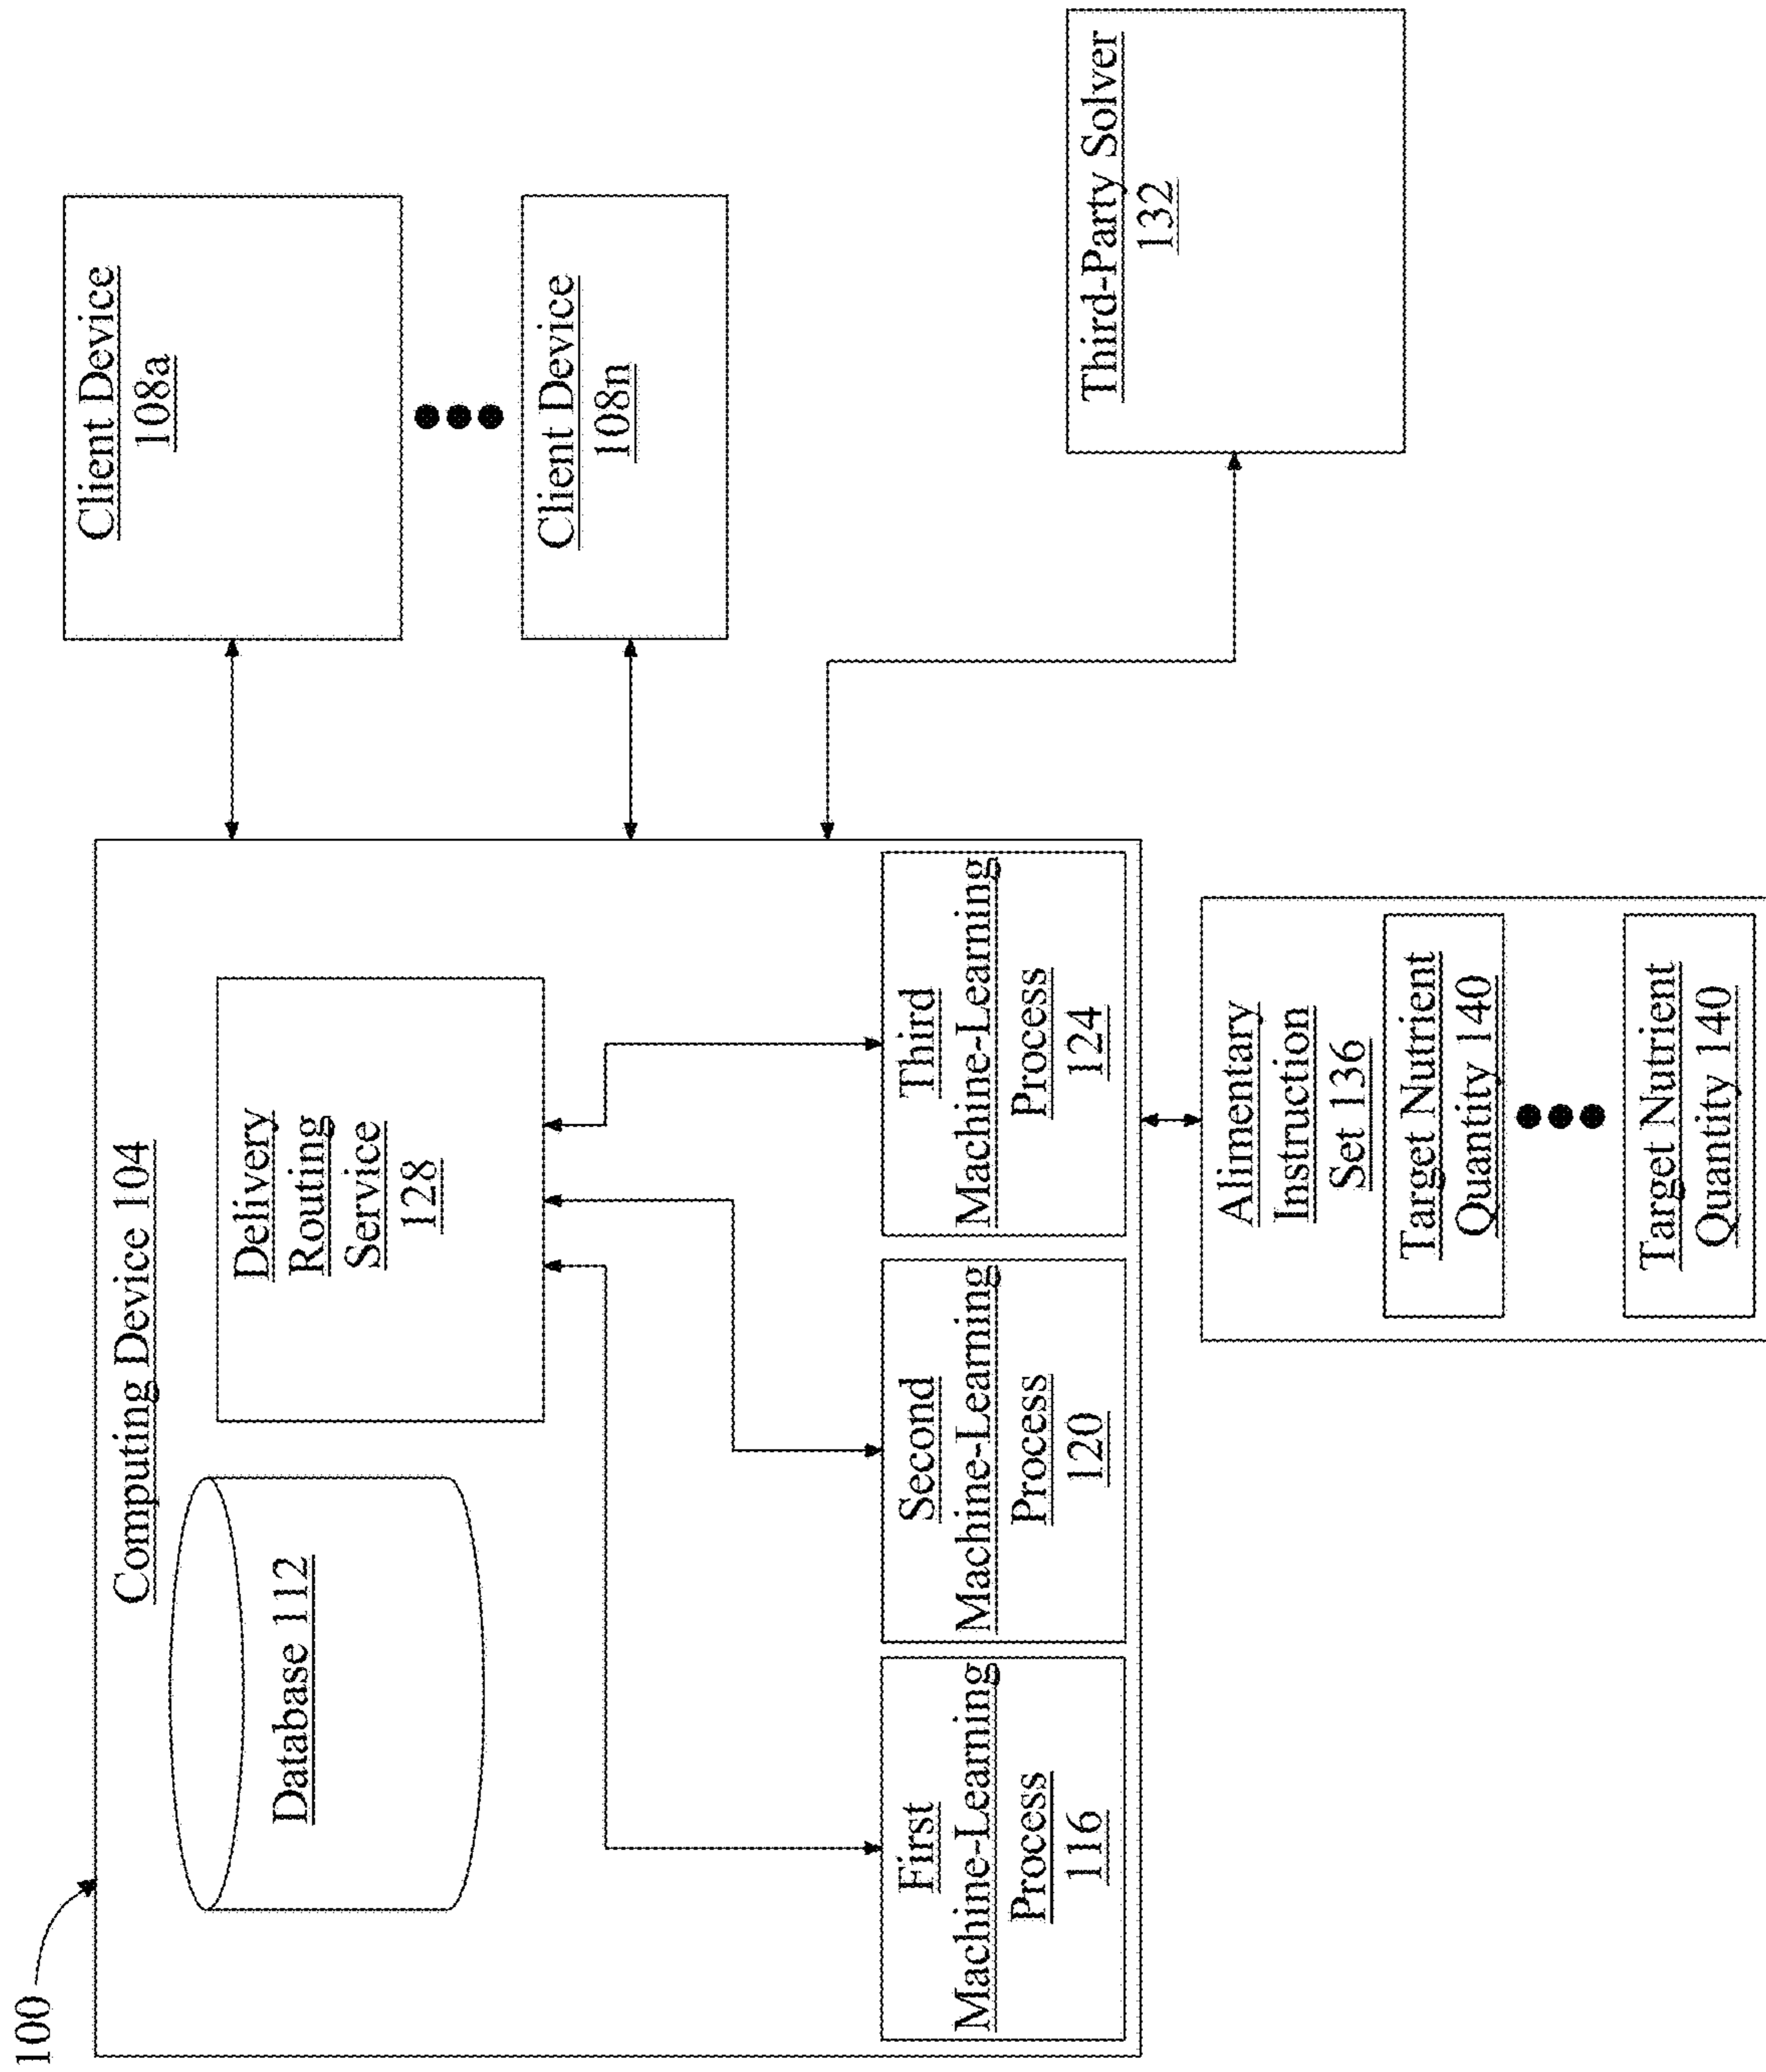 100
Computing Device 104
Database 112
Delivery
Routing
Service
128
First
Machine-Learning
Process
116
Second
Machine-Learning
Process
120
Third
Machine-Learning
Process
124
Client Device
108a
Client Device
108n
Third-Party Solver
132
Alimentary
Instruction
Set 136
Target Nutrient
Quantity 140
Target Nutrient
Quantity 140